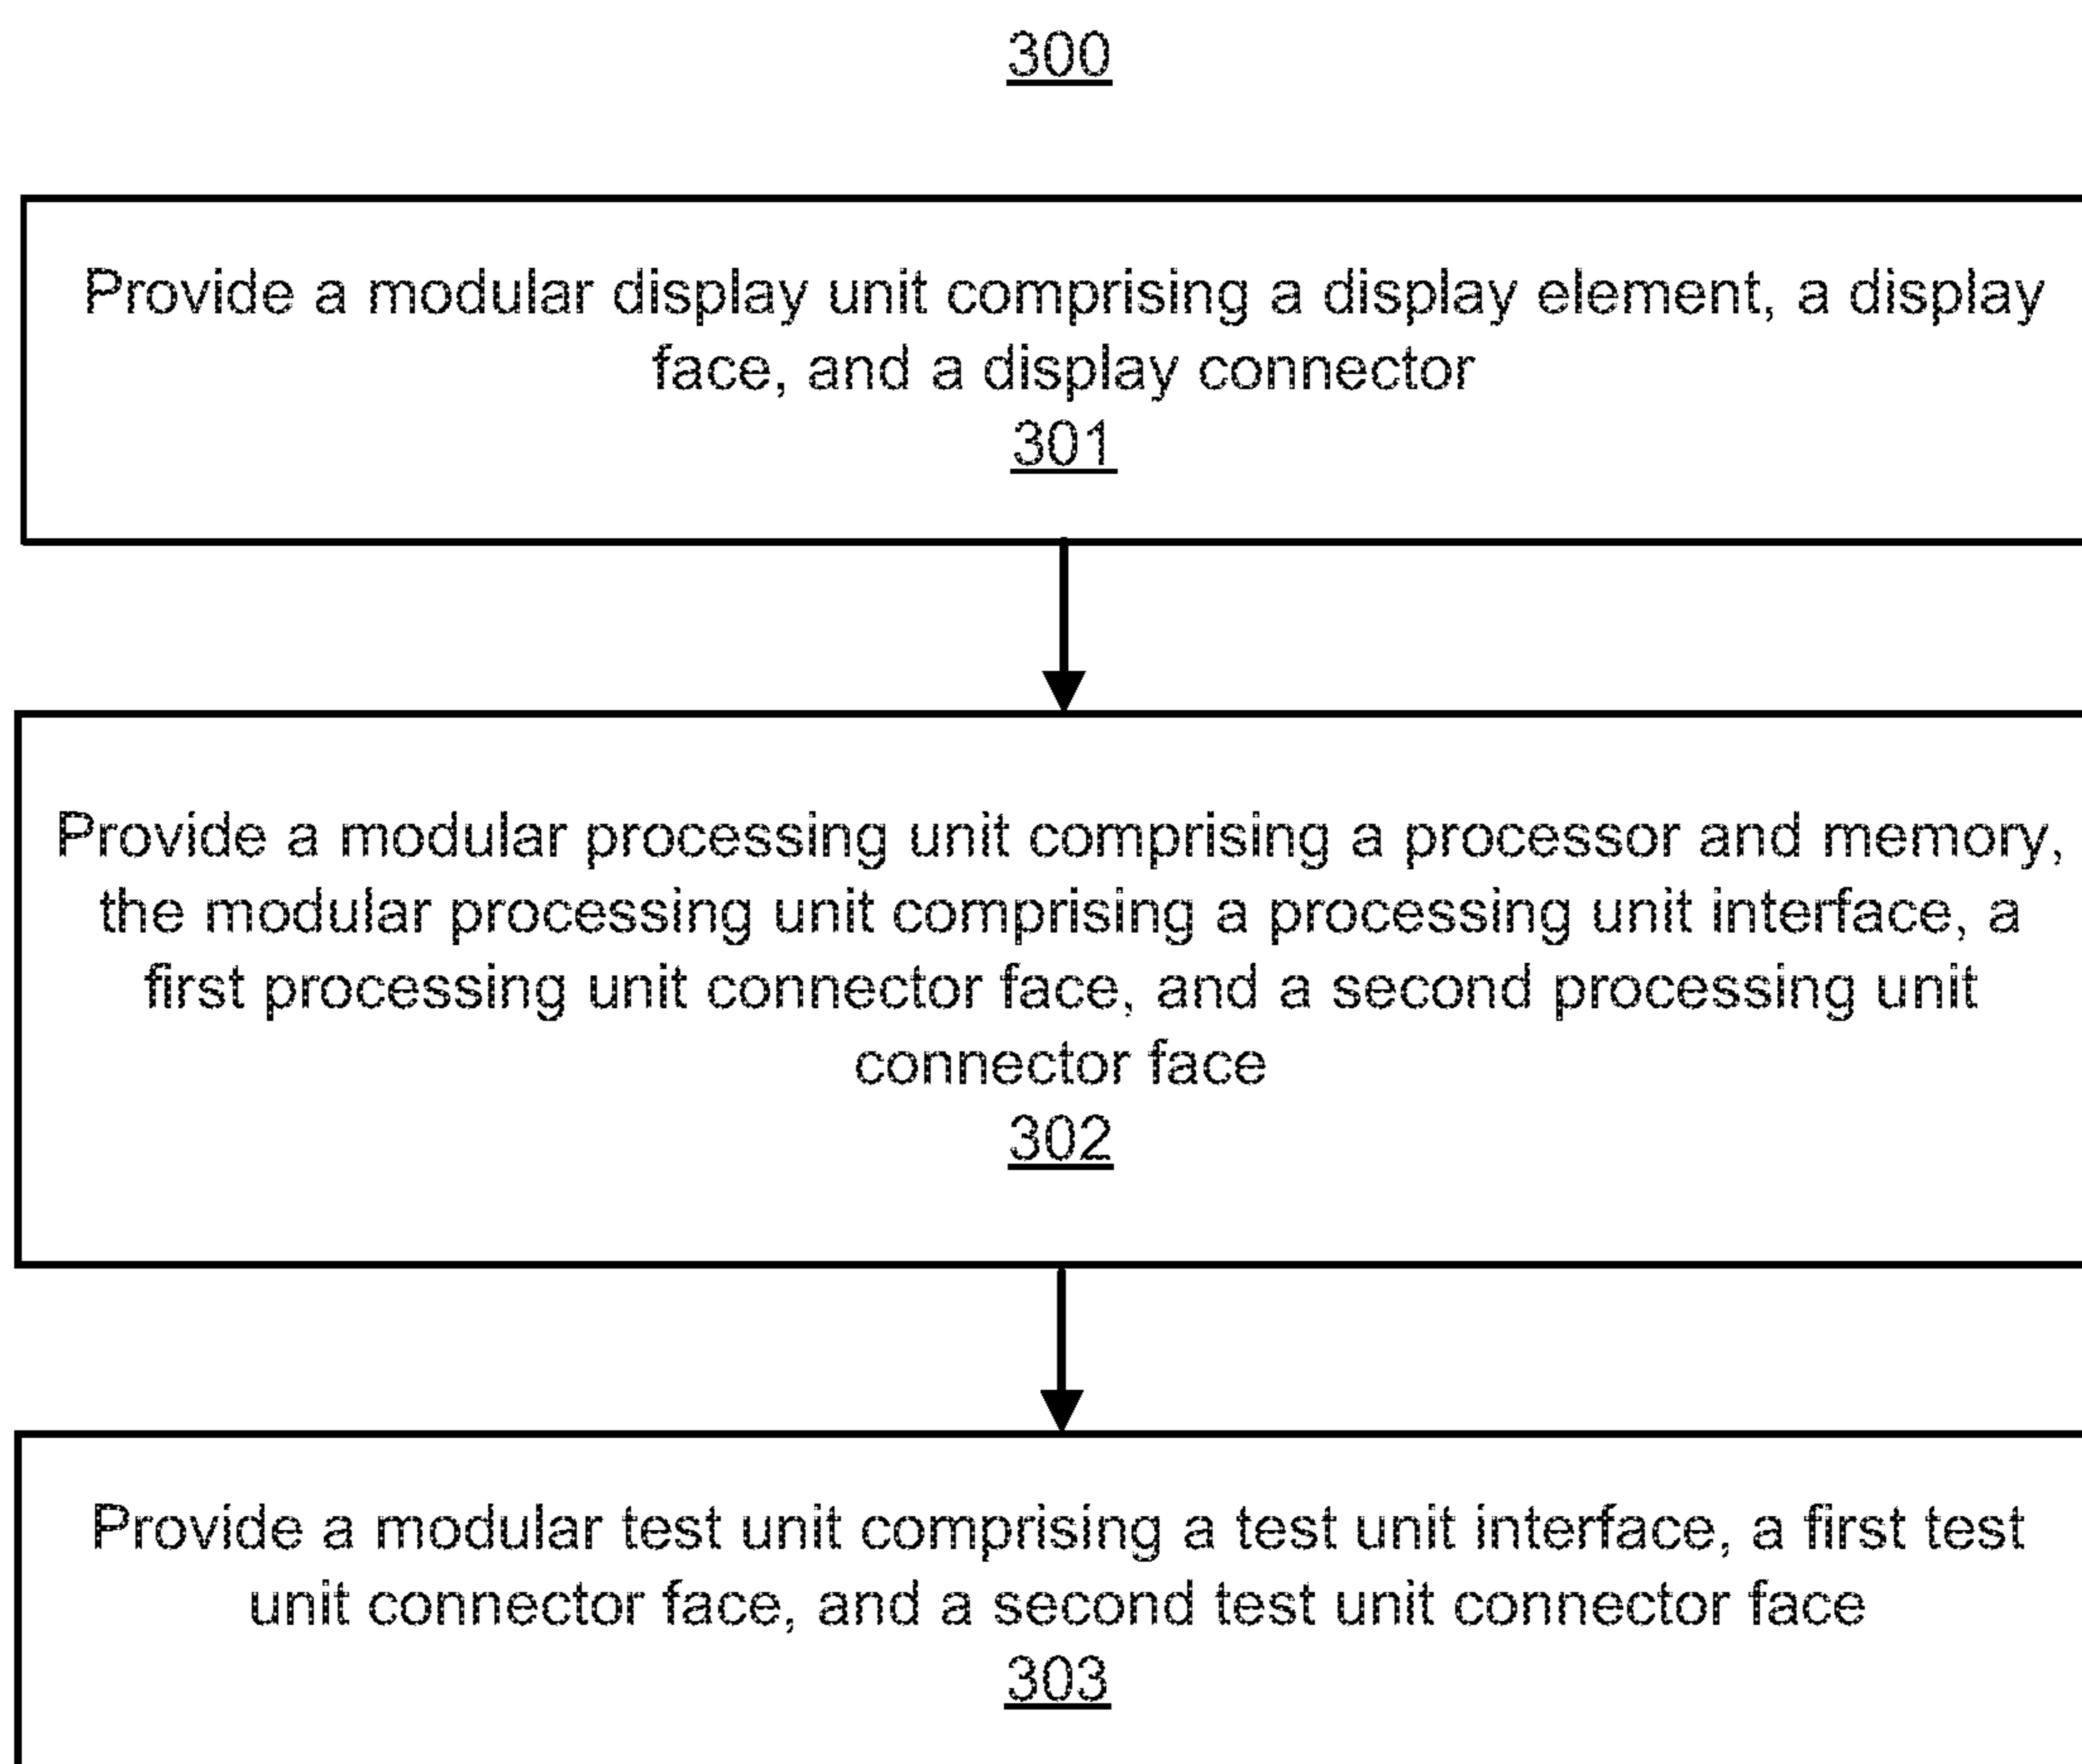 300
Provide a modular display unit comprising a display element, a display
face, and a display connector
301
Provide a modular processing unit comprising a processor and memory,
the modular processing unit comprising a processing unit interface, a
first processing unit connector face, and a second processing unit
connector face
302
Provide a modular test unit comprising a test unit interface, a first test
unit connector face, and a second test unit connector face
303